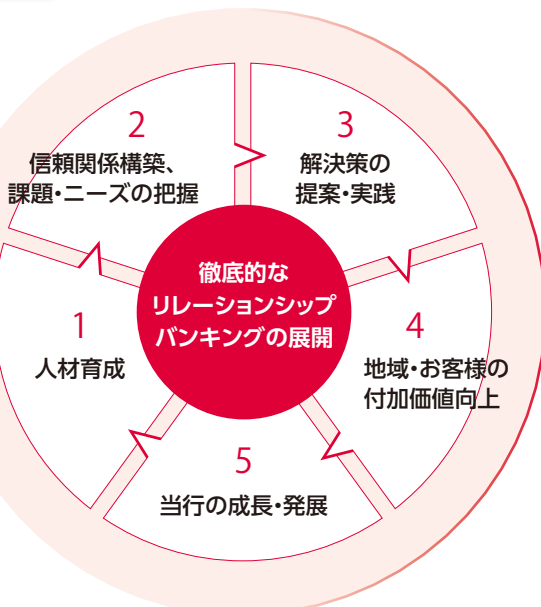 徹底的な
リレーションシップ
バンキングの展開
1
人材育成
2
信頼関係構築、
課題・ニーズの把握
3
解決策の
提案・実践
4
地域・お客様の
付加価値向上
5
当行の成長・発展